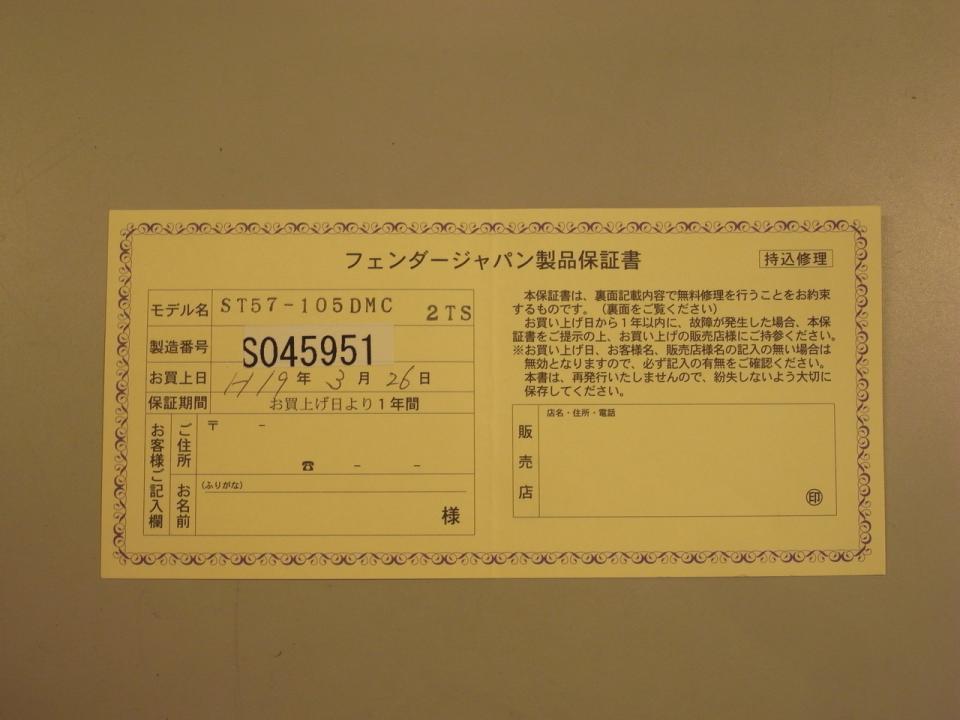 フェンダージャパン製品保証書
持込修理
モデル名 ST57-105DMC 2TS
製造番号 S045951
お買上日 H19年3月26日
保証期間 お買上げ日より1年間
お客様ご記入欄
ご住所 〒 -
☎ - -
お名前 (ふりがな)
様
本保証書は、裏面記載内容で無料修理を行うことをお約束
するものです。(裏面をご覧ください)
お買い上げ日から1年以内に、故障が発生した場合、本保
証書をご提示の上、お買い上げの販売店様にご持参ください。
※お買い上げ日、お客様名、販売店様名の記入の無い場合は
無効となりますので、必ず記入の有無をご確認ください。
本書は、再発行いたしませんので、紛失しないよう大切に
保存してください。
販売店
店名・住所・電話
㊞